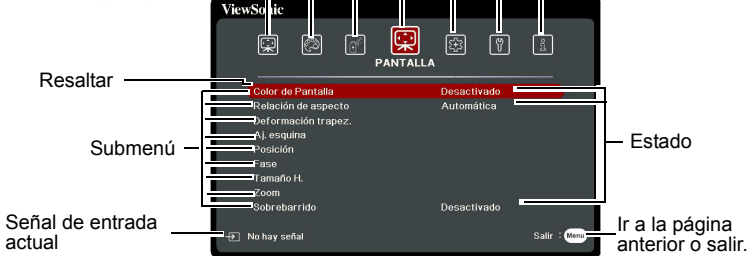 ViewSonic
PANTALLA
Resaltar
Color de Pantalla Desactivado
Relación de aspecto Automática
Deformación trapez.
Aj. esquina
Submenú
Posición
Estado
Fase
Tamaño H.
Zoom
Sobrebarrido Desactivado
Señal de entrada
actual
No hay señal
Salir : Menu
Ir a la página
anterior o salir.